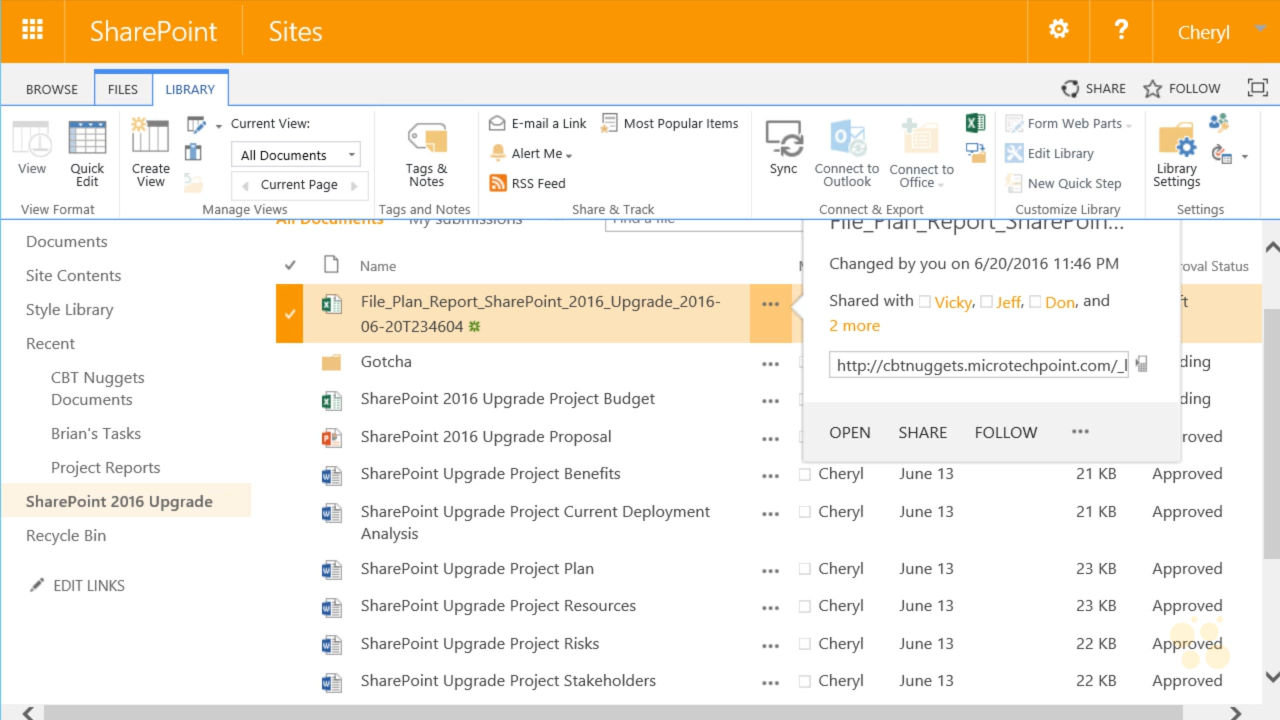 SharePoint Sites ? Cheryl
BROWSE FILES LIBRARY SHARE FOLLOW
View
Quick Edit
Create View
Current View:
All Documents
Current Page
Tags & Notes
E-mail a Link
Most Popular Items
Alert Me
RSS Feed
Sync
Connect to Outlook
Connect to Office
Form Web Parts
Edit Library
New Quick Step
Library Settings
View Format
Manage Views
Tags and Notes
Share & Track
Connect & Export
Customize Library
Settings
Documents
Site Contents
Style Library
Recent
CBT Nuggets
Documents
Brian's Tasks
Project Reports
SharePoint 2016 Upgrade
Recycle Bin
EDIT LINKS
All Documents My submissions Find a file
Name
Status
File_Plan_Report_SharePoint_2016_Upgrade_2016-
06-20T234604
Gotcha
SharePoint 2016 Upgrade Project Budget
SharePoint 2016 Upgrade Proposal
SharePoint Upgrade Project Benefits Cheryl June 13 21 KB Approved
SharePoint Upgrade Project Current Deployment Cheryl June 13 21 KB Approved
Analysis
SharePoint Upgrade Project Plan Cheryl June 13 23 KB Approved
SharePoint Upgrade Project Resources Cheryl June 13 23 KB Approved
SharePoint Upgrade Project Risks Cheryl June 13 22 KB Approved
SharePoint Upgrade Project Stakeholders Cheryl June 13 22 KB Approved
File_Plan_Report_SharePoin...
Changed by you on 6/20/2016 11:46 PM
Shared with Vicky, Jeff, Don, and
2 more
http://cbtnuggets.microtechpoint.com/_l
OPEN SHARE FOLLOW ...